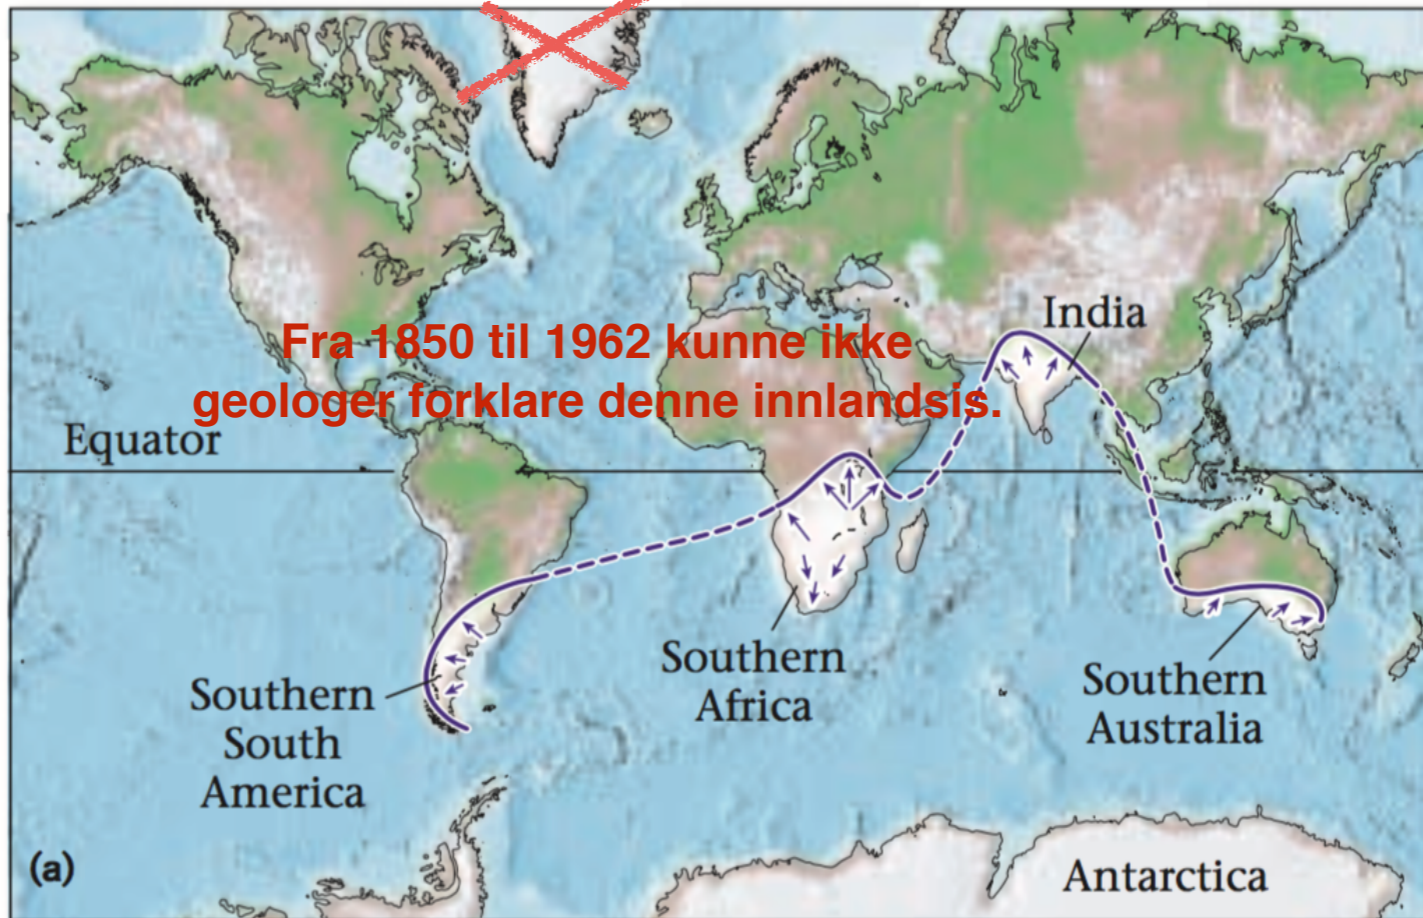 India
Fra 1850 til 1962 kunne ikke
geologer forklare denne innlandsis.
Equator
Southern
South
America
Southern
Africa
Southern
Australia
(a)
Antarctica